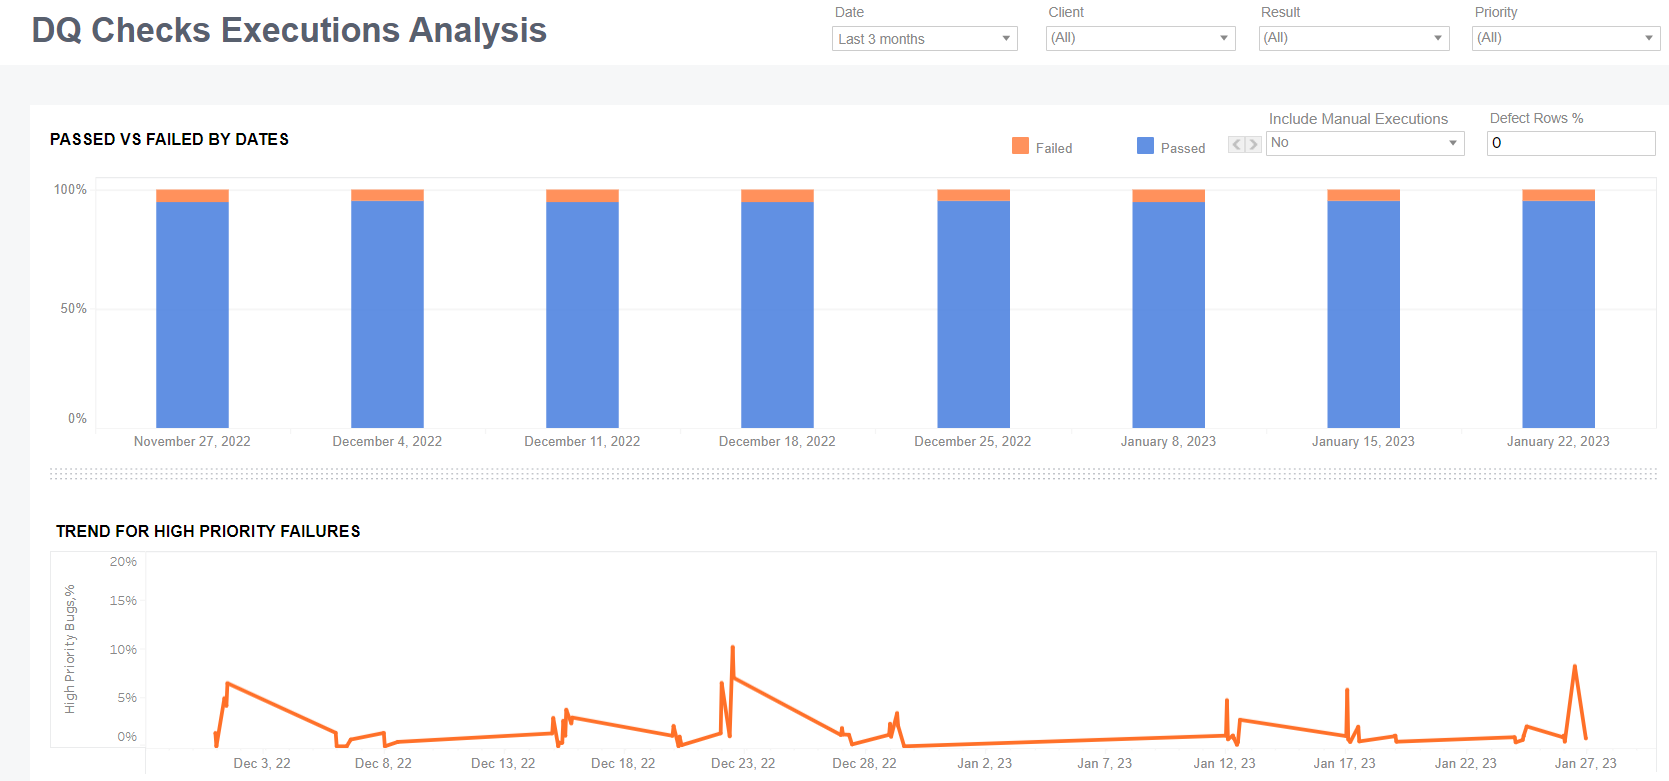 DQ Checks Executions Analysis
Date
Client
Result
Priority
Last 3 months
(All)
(All)
(All)
PASSED VS FAILED BY DATES
Failed
Passed
Include Manual Executions
No
Defect Rows %
0
100%
50%
0%
November 27, 2022
December 4, 2022
December 11, 2022
December 18, 2022
December 25, 2022
January 8, 2023
January 15, 2023
January 22, 2023
TREND FOR HIGH PRIORITY FAILURES
High Priority Bugs,%
20%
15%
10%
5%
0%
Dec 3, 22
Dec 8, 22
Dec 13, 22
Dec 18, 22
Dec 23, 22
Dec 28, 22
Jan 2, 23
Jan 7, 23
Jan 12, 23
Jan 17, 23
Jan 22, 23
Jan 27, 23